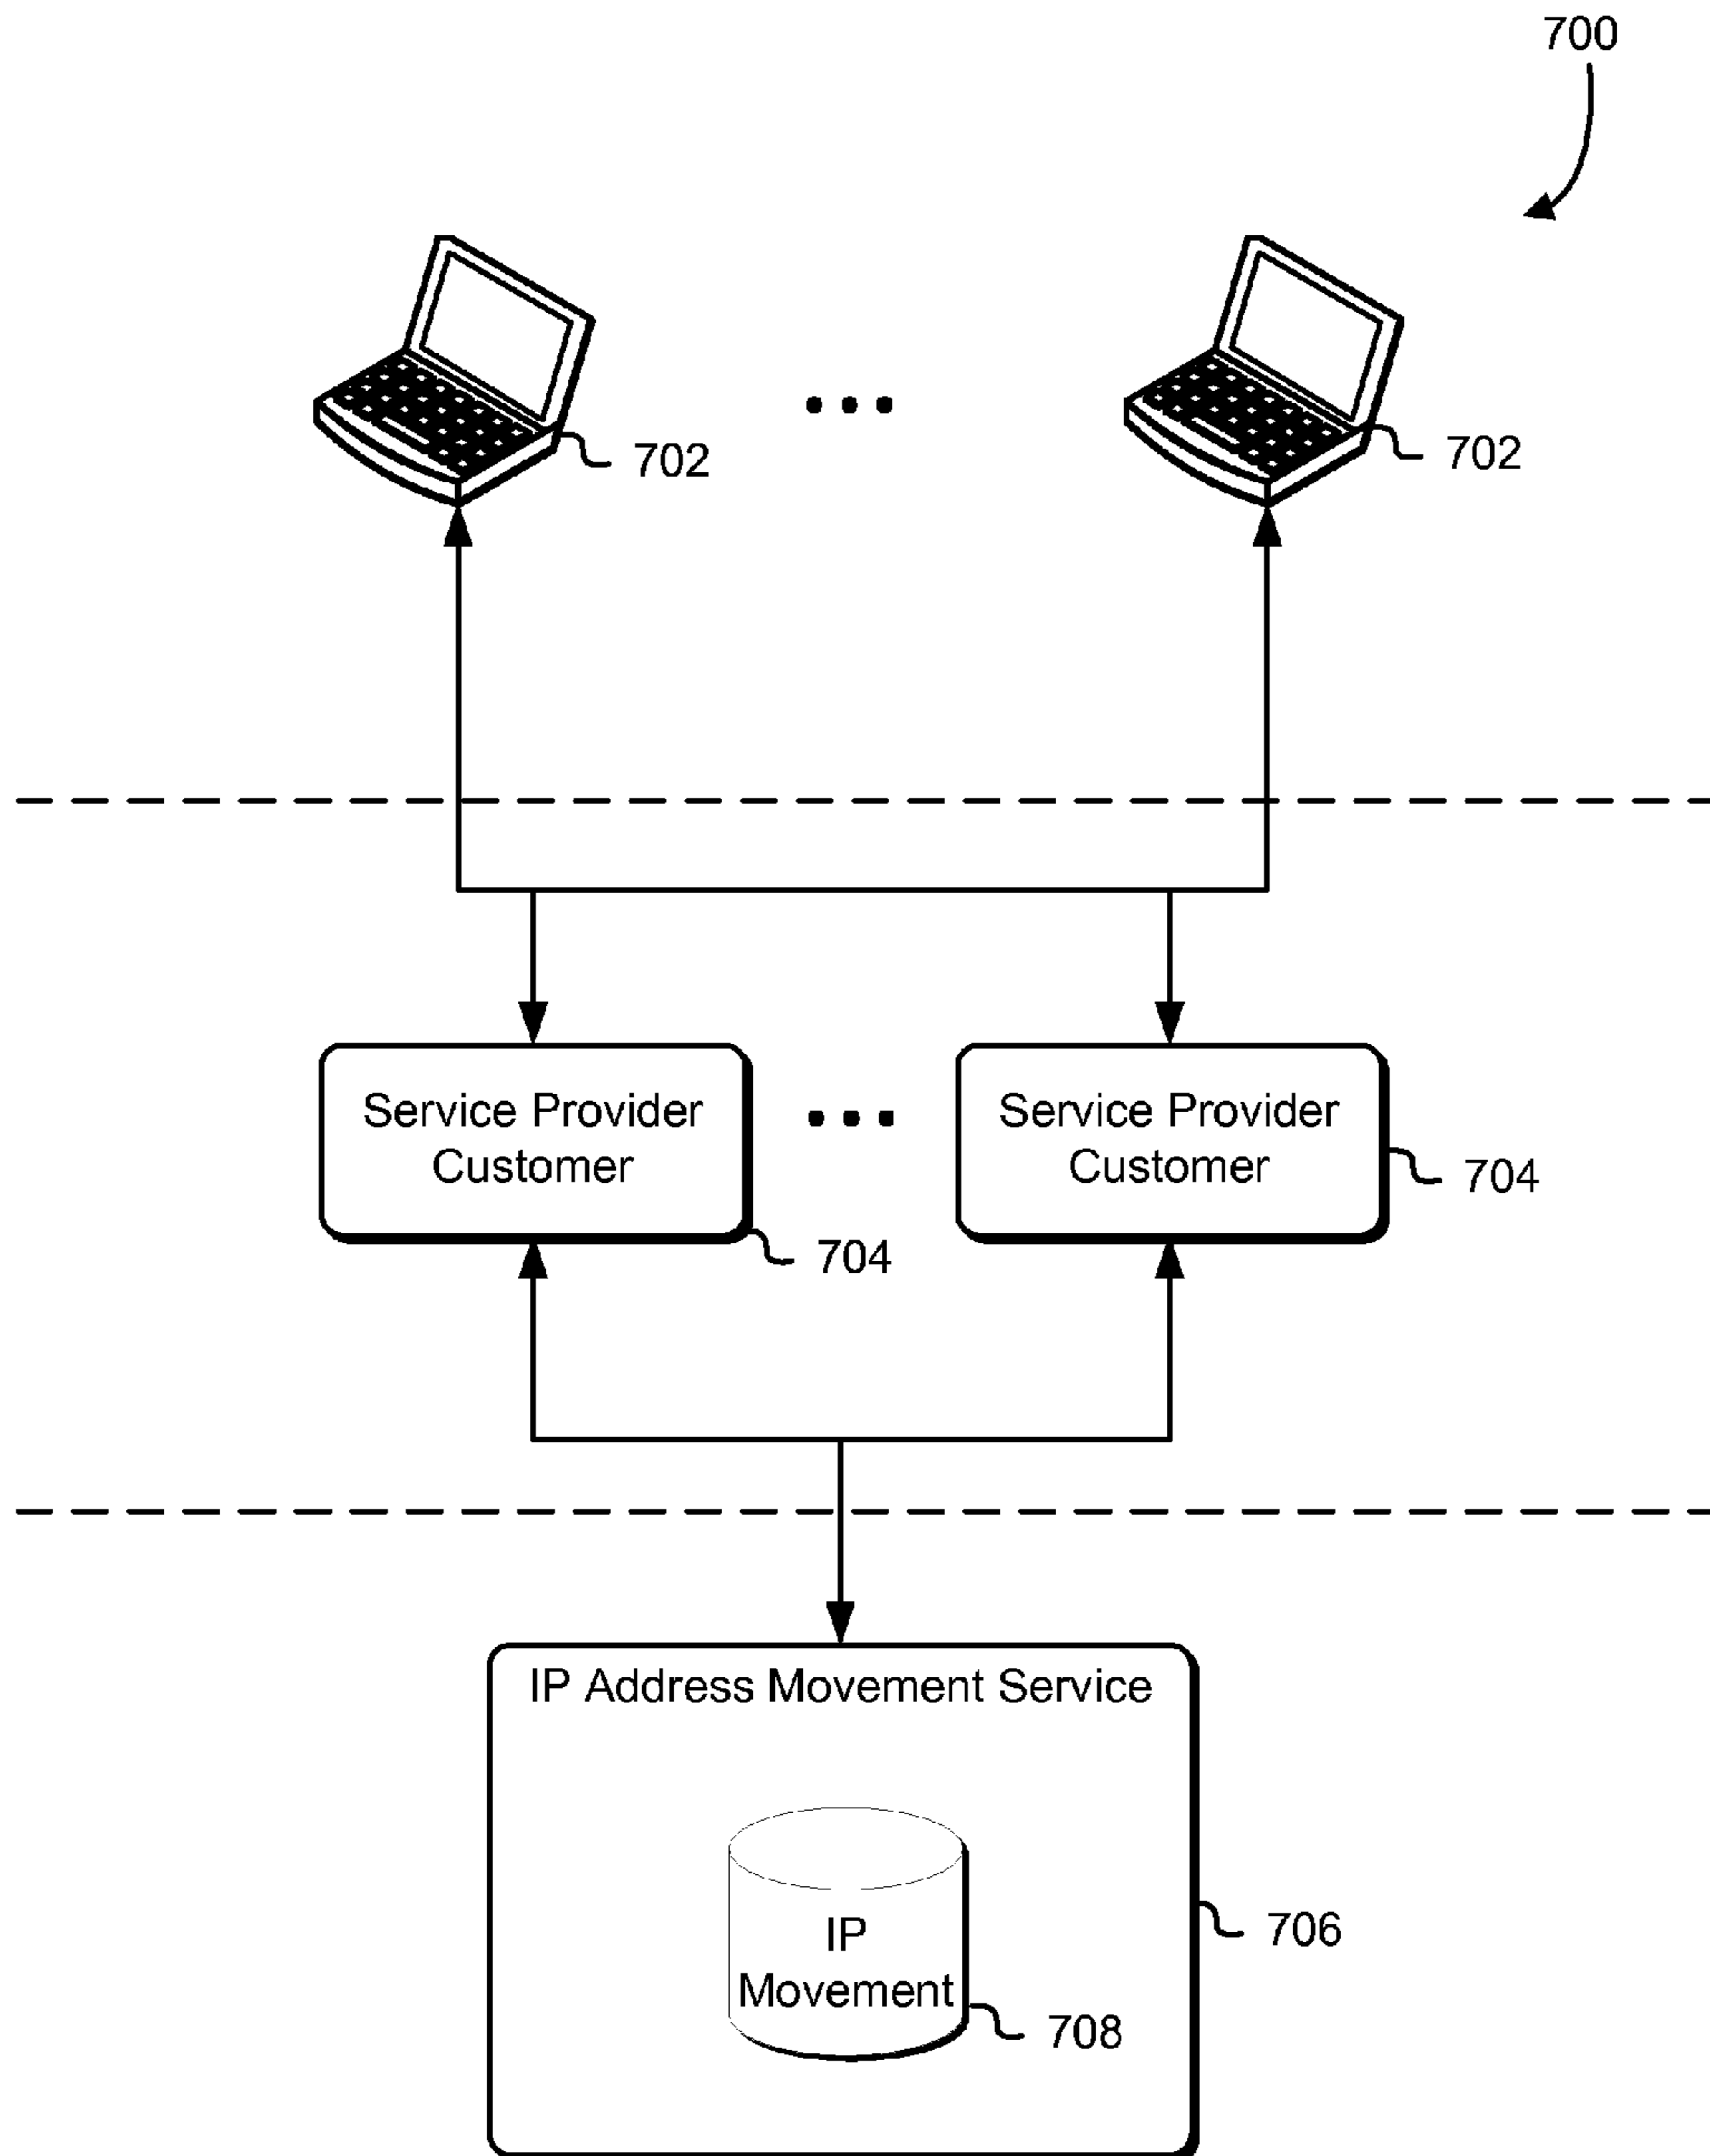 700
702
702
Service Provider
Customer
Service Provider
Customer
704
704
IP Address Movement Service
IP
Movement
706
708